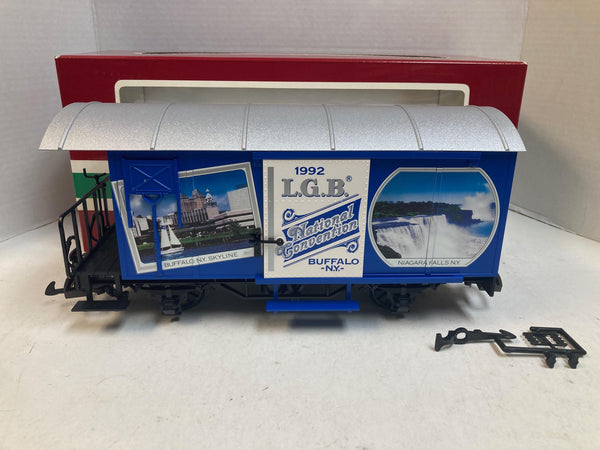 1992
L.G.B.®
National
Convention
BUFFALO
-N.Y.-
BUFFALO N.Y. SKYLINE
NIAGARA FALLS N.Y.